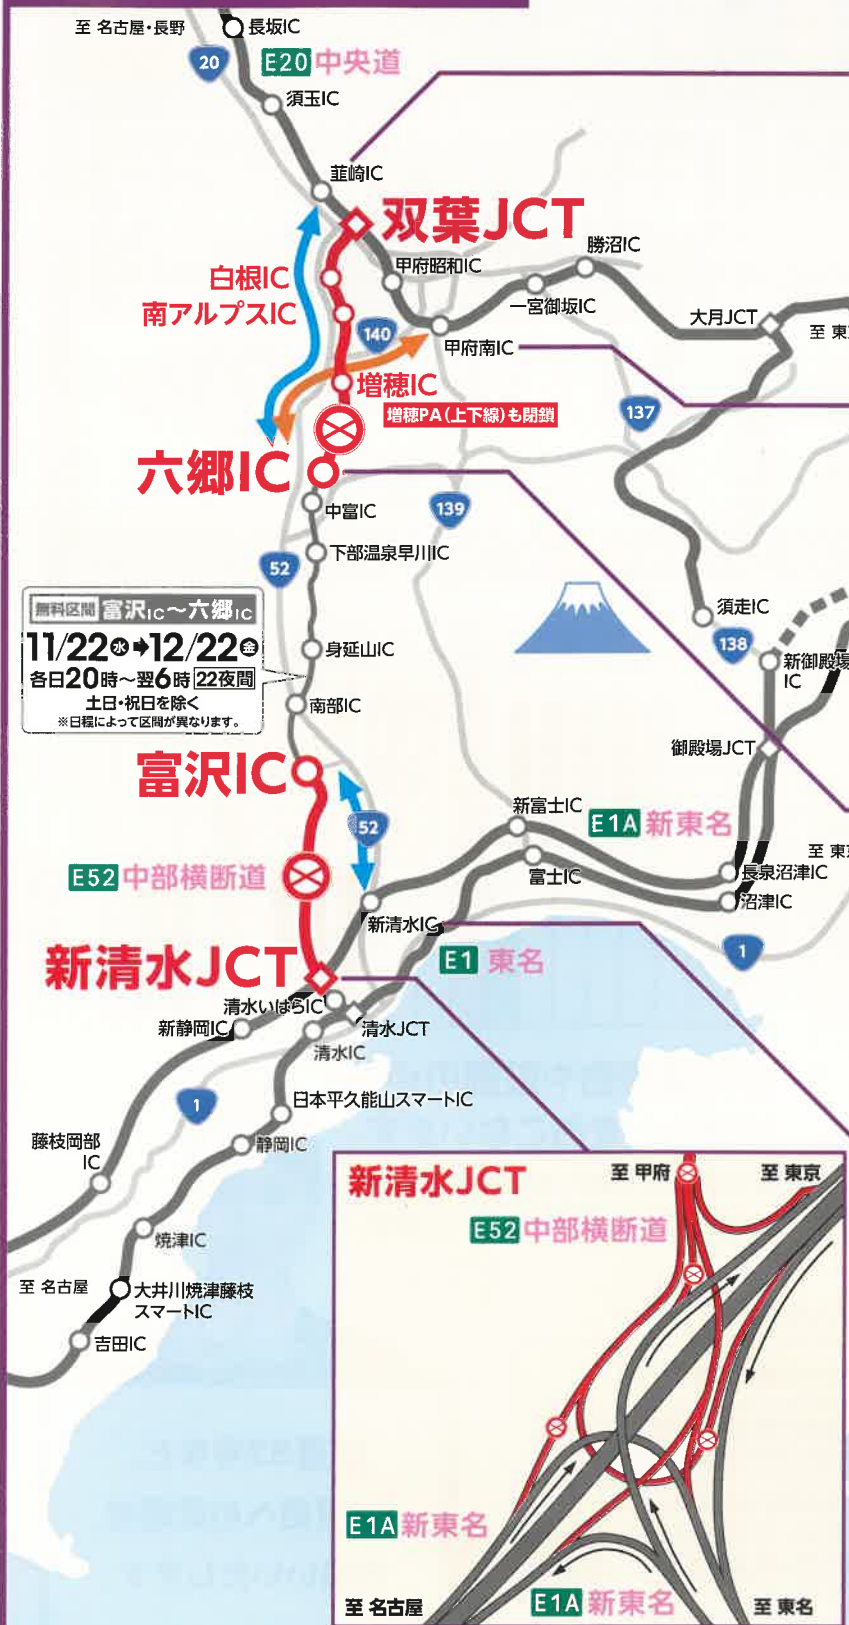 至 名古屋・長野
長坂IC
20
E20 中央道
須玉IC
韮崎IC
双葉JCT
勝沼IC
甲府昭和IC
白根IC
一宮御坂IC
南アルプスIC
大月JCT
140
至 東
甲府南IC
増穂IC
137
増穂PA(上下線)も閉鎖
六郷IC
中富IC
139
下部温泉早川IC
52
無料区間 富沢IC〜六郷IC
須走IC
11/22水➡12/22金
138
身延山IC
新御殿場
IC
各日20時〜翌6時 22夜間
土日・祝日を除く
南部IC
※日程によって区間が異なります。
御殿場JCT
富沢IC
新富士IC
52
E1A 新東名
至 東
E52 中部横断道
富士IC
長泉沼津IC
沼津IC
新清水IC
1
新清水JCT
E1 東名
清水いはらIC
新静岡IC
清水JCT
清水IC
1
日本平久能山スマートIC
藤枝岡部
IC
静岡IC
新清水JCT
至 甲府
至 東京
E52 中部横断道
焼津IC
至 名古屋
大井川焼津藤枝
スマートIC
吉田IC
E1A 新東名
至 名古屋
E1A 新東名
至 東名